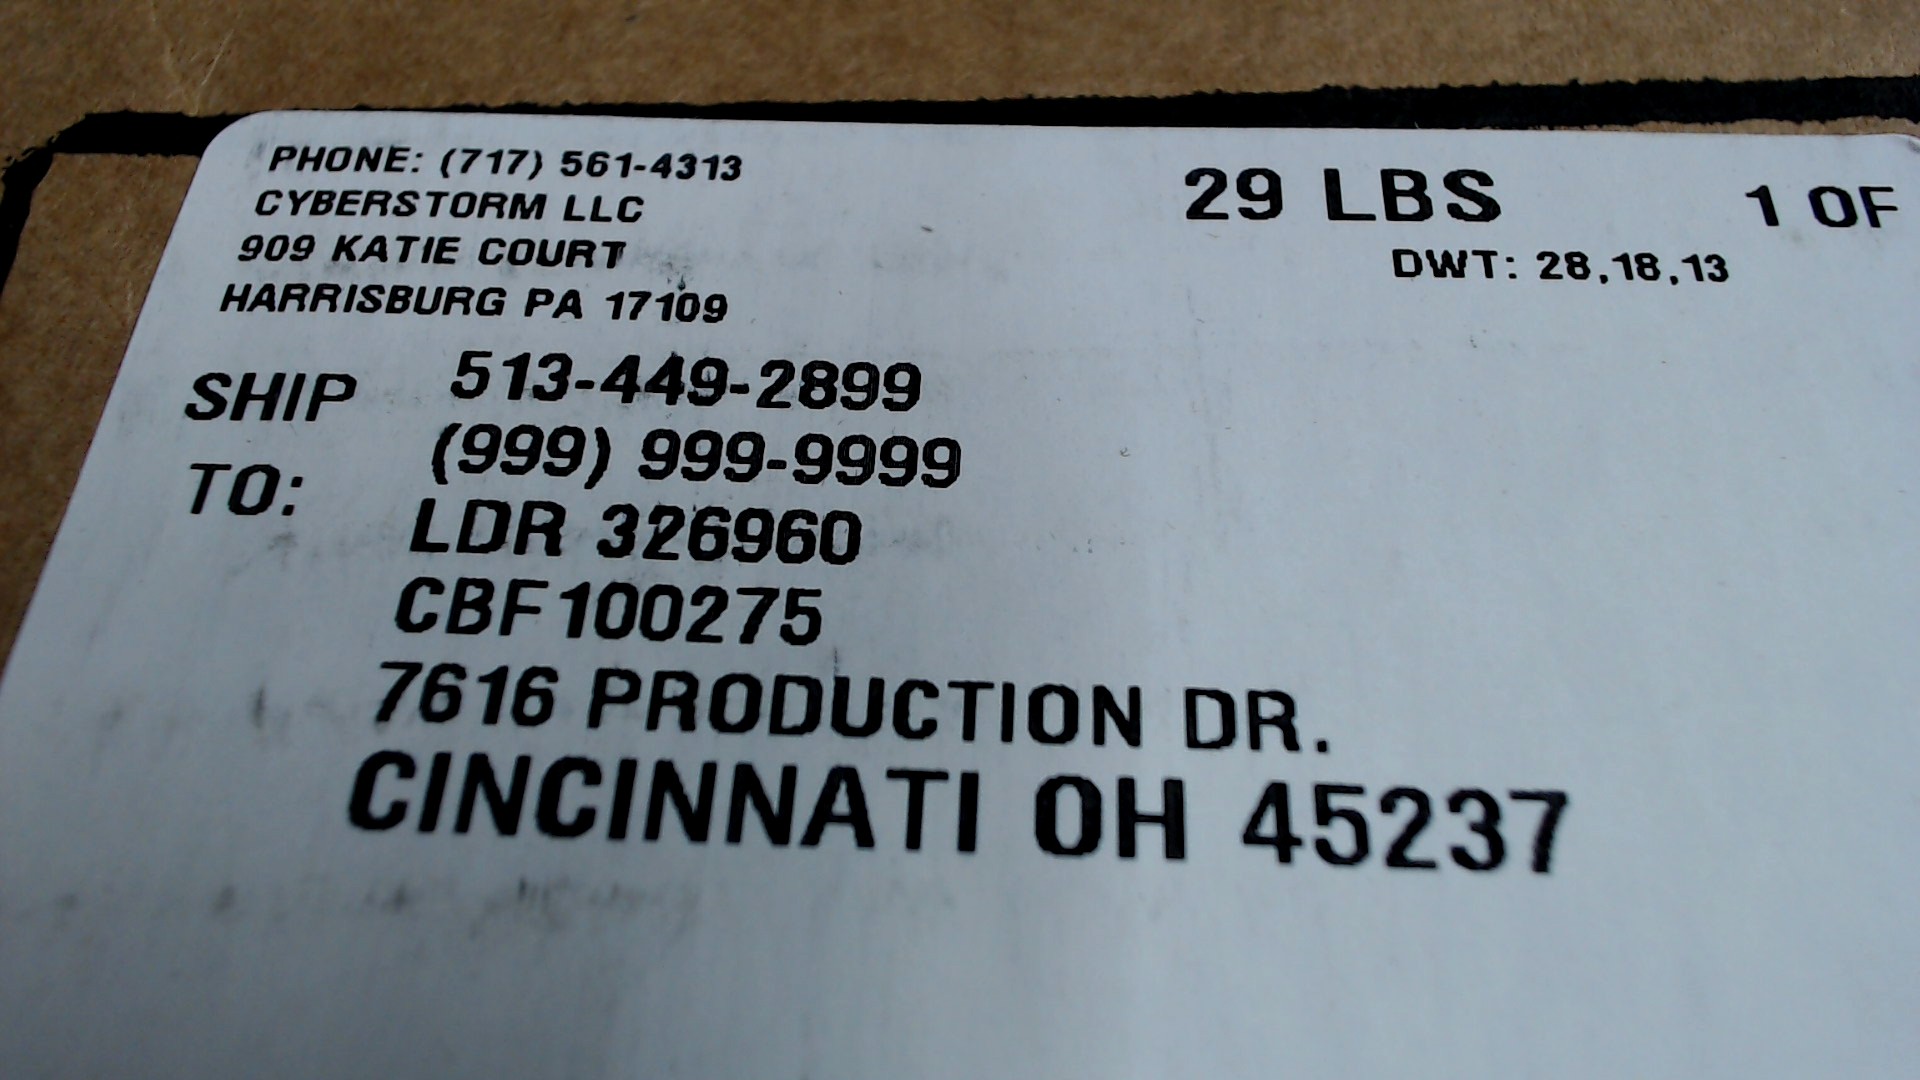 PHONE: (717) 561-4313
CYBERSTORM LLC
909 KATIE COURT
HARRISBURG PA 17109
29 LBS
1 OF
DWT: 28,18,13
SHIP TO:
513-449-2899
(999) 999-9999
LDR 326960
CBF100275
7616 PRODUCTION DR.
CINCINNATI OH 45237